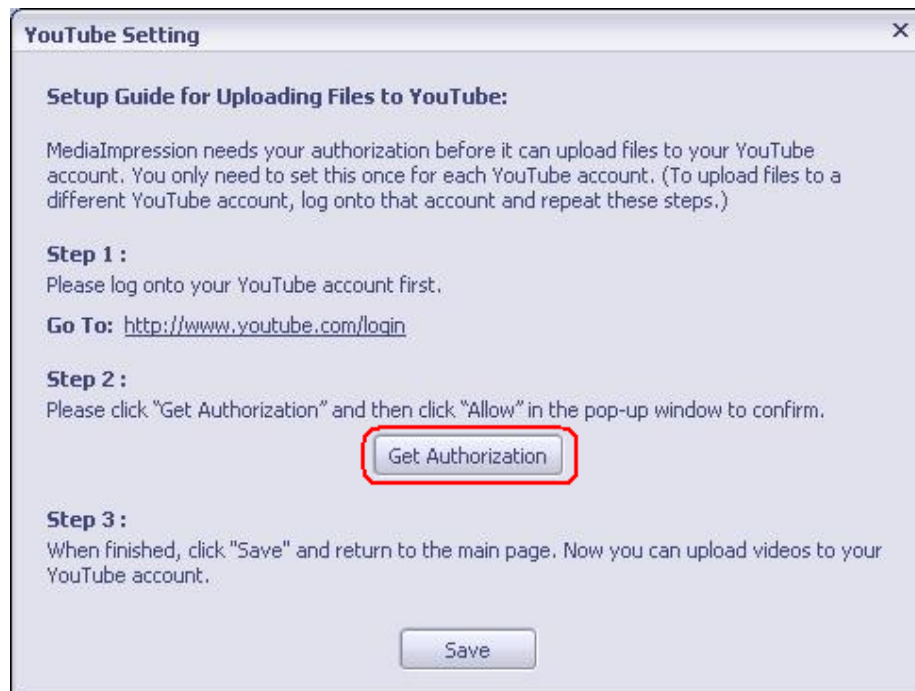 YouTube Setting
Setup Guide for Uploading Files to YouTube:
MediaImpression needs your authorization before it can upload files to your YouTube
account. You only need to set this once for each YouTube account. (To upload files to a
different YouTube account, log onto that account and repeat these steps.)
Step 1 :
Please log onto your YouTube account first.
Go To: http://www.youtube.com/login
Step 2 :
Please click “Get Authorization” and then click “Allow” in the pop-up window to confirm.
Get Authorization
Step 3 :
When finished, click "Save" and return to the main page. Now you can upload videos to your
YouTube account.
Save